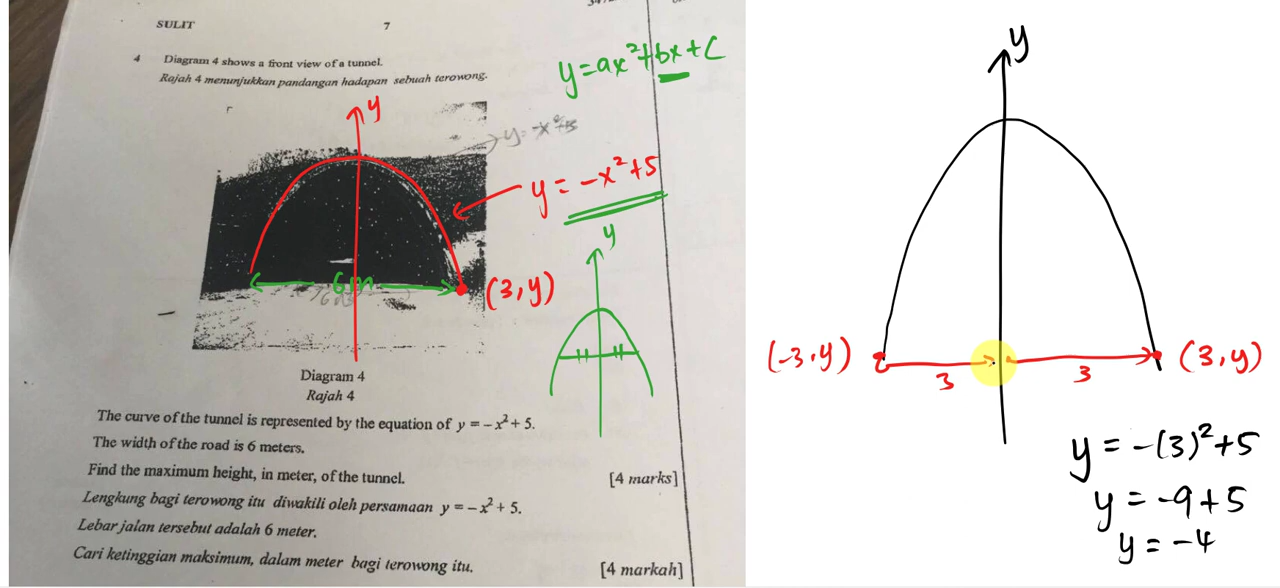 SULIT
7
4
Diagram 4 shows a front view of a tunnel.
Rajah 4 menunjukkan pandangan hadapan sebuah terowong.
y=ax²+bx+c
y
y=-x²+5
y = -x²+5
y
6m
(3,y)
Diagram 4
Rajah 4
The curve of the tunnel is represented by the equation of y = –x² + 5.
The width of the road is 6 meters.
Find the maximum height, in meter, of the tunnel.
[4 marks]
Lengkung bagi terowong itu diwakili oleh persamaan y = –x² + 5.
Lebar jalan tersebut adalah 6 meter.
Cari ketinggian maksimum, dalam meter bagi terowong itu.
[4 markah]
y
(-3,y)
3
3
(3,y)
y = -(3)²+5
y = -9+5
y = -4